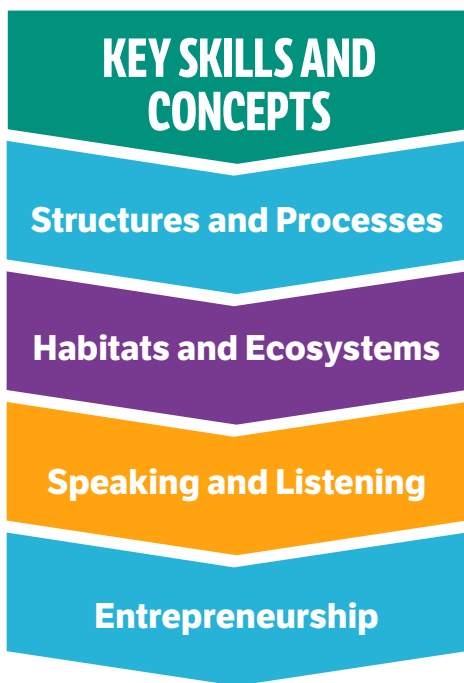 KEY SKILLS AND
CONCEPTS
Structures and Processes
Habitats and Ecosystems
Speaking and Listening
Entrepreneurship